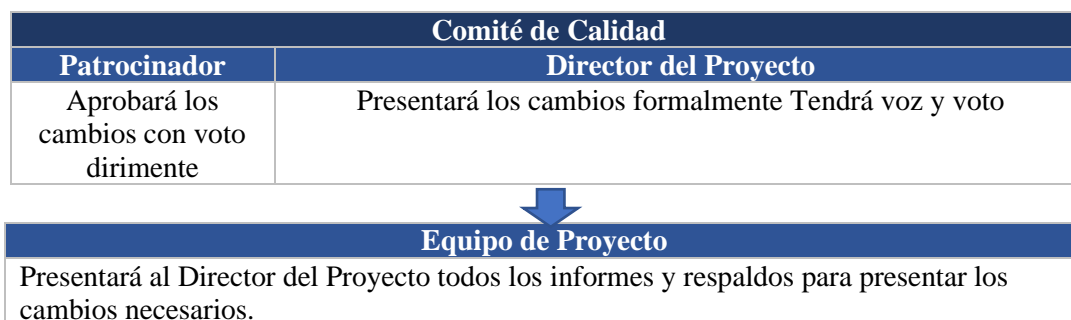 Comité de Calidad
Patrocinador
Director del Proyecto
Aprobará los
cambios con voto
dirimente
Presentará los cambios formalmente Tendrá voz y voto
Equipo de Proyecto
Presentará al Director del Proyecto todos los informes y respaldos para presentar los
cambios necesarios.